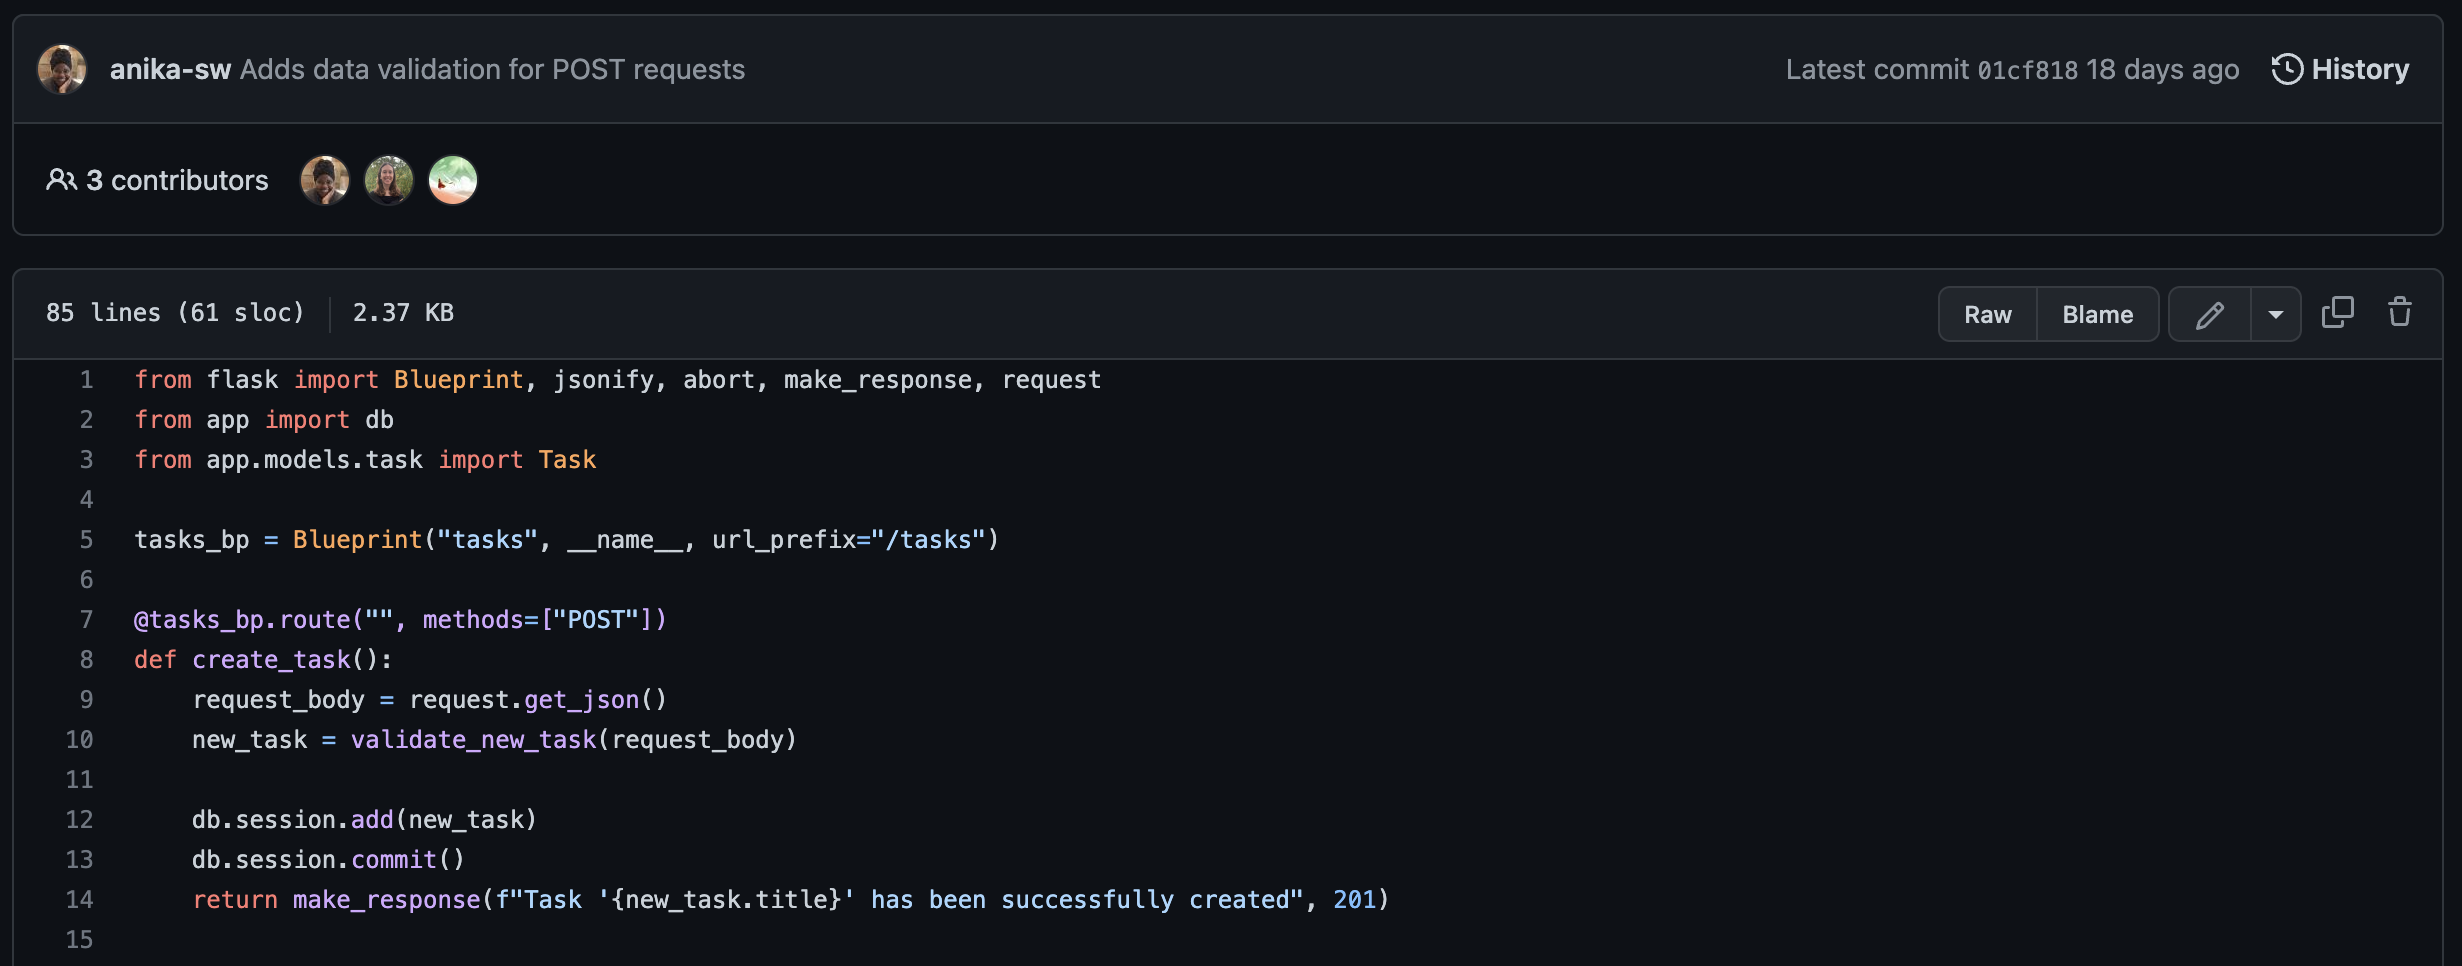 anika-sw Adds data validation for POST requests Latest commit 01cf818 18 days ago History
3 contributors
85 lines (61 sloc) 2.37 KB Raw Blame
1 from flask import Blueprint, jsonify, abort, make_response, request
2 from app import db
3 from app.models.task import Task
4
5 tasks_bp = Blueprint("tasks", __name__, url_prefix="/tasks")
6
7 @tasks_bp.route("", methods=["POST"])
8 def create_task():
9     request_body = request.get_json()
10     new_task = validate_new_task(request_body)
11
12     db.session.add(new_task)
13     db.session.commit()
14     return make_response(f"Task '{new_task.title}' has been successfully created", 201)
15